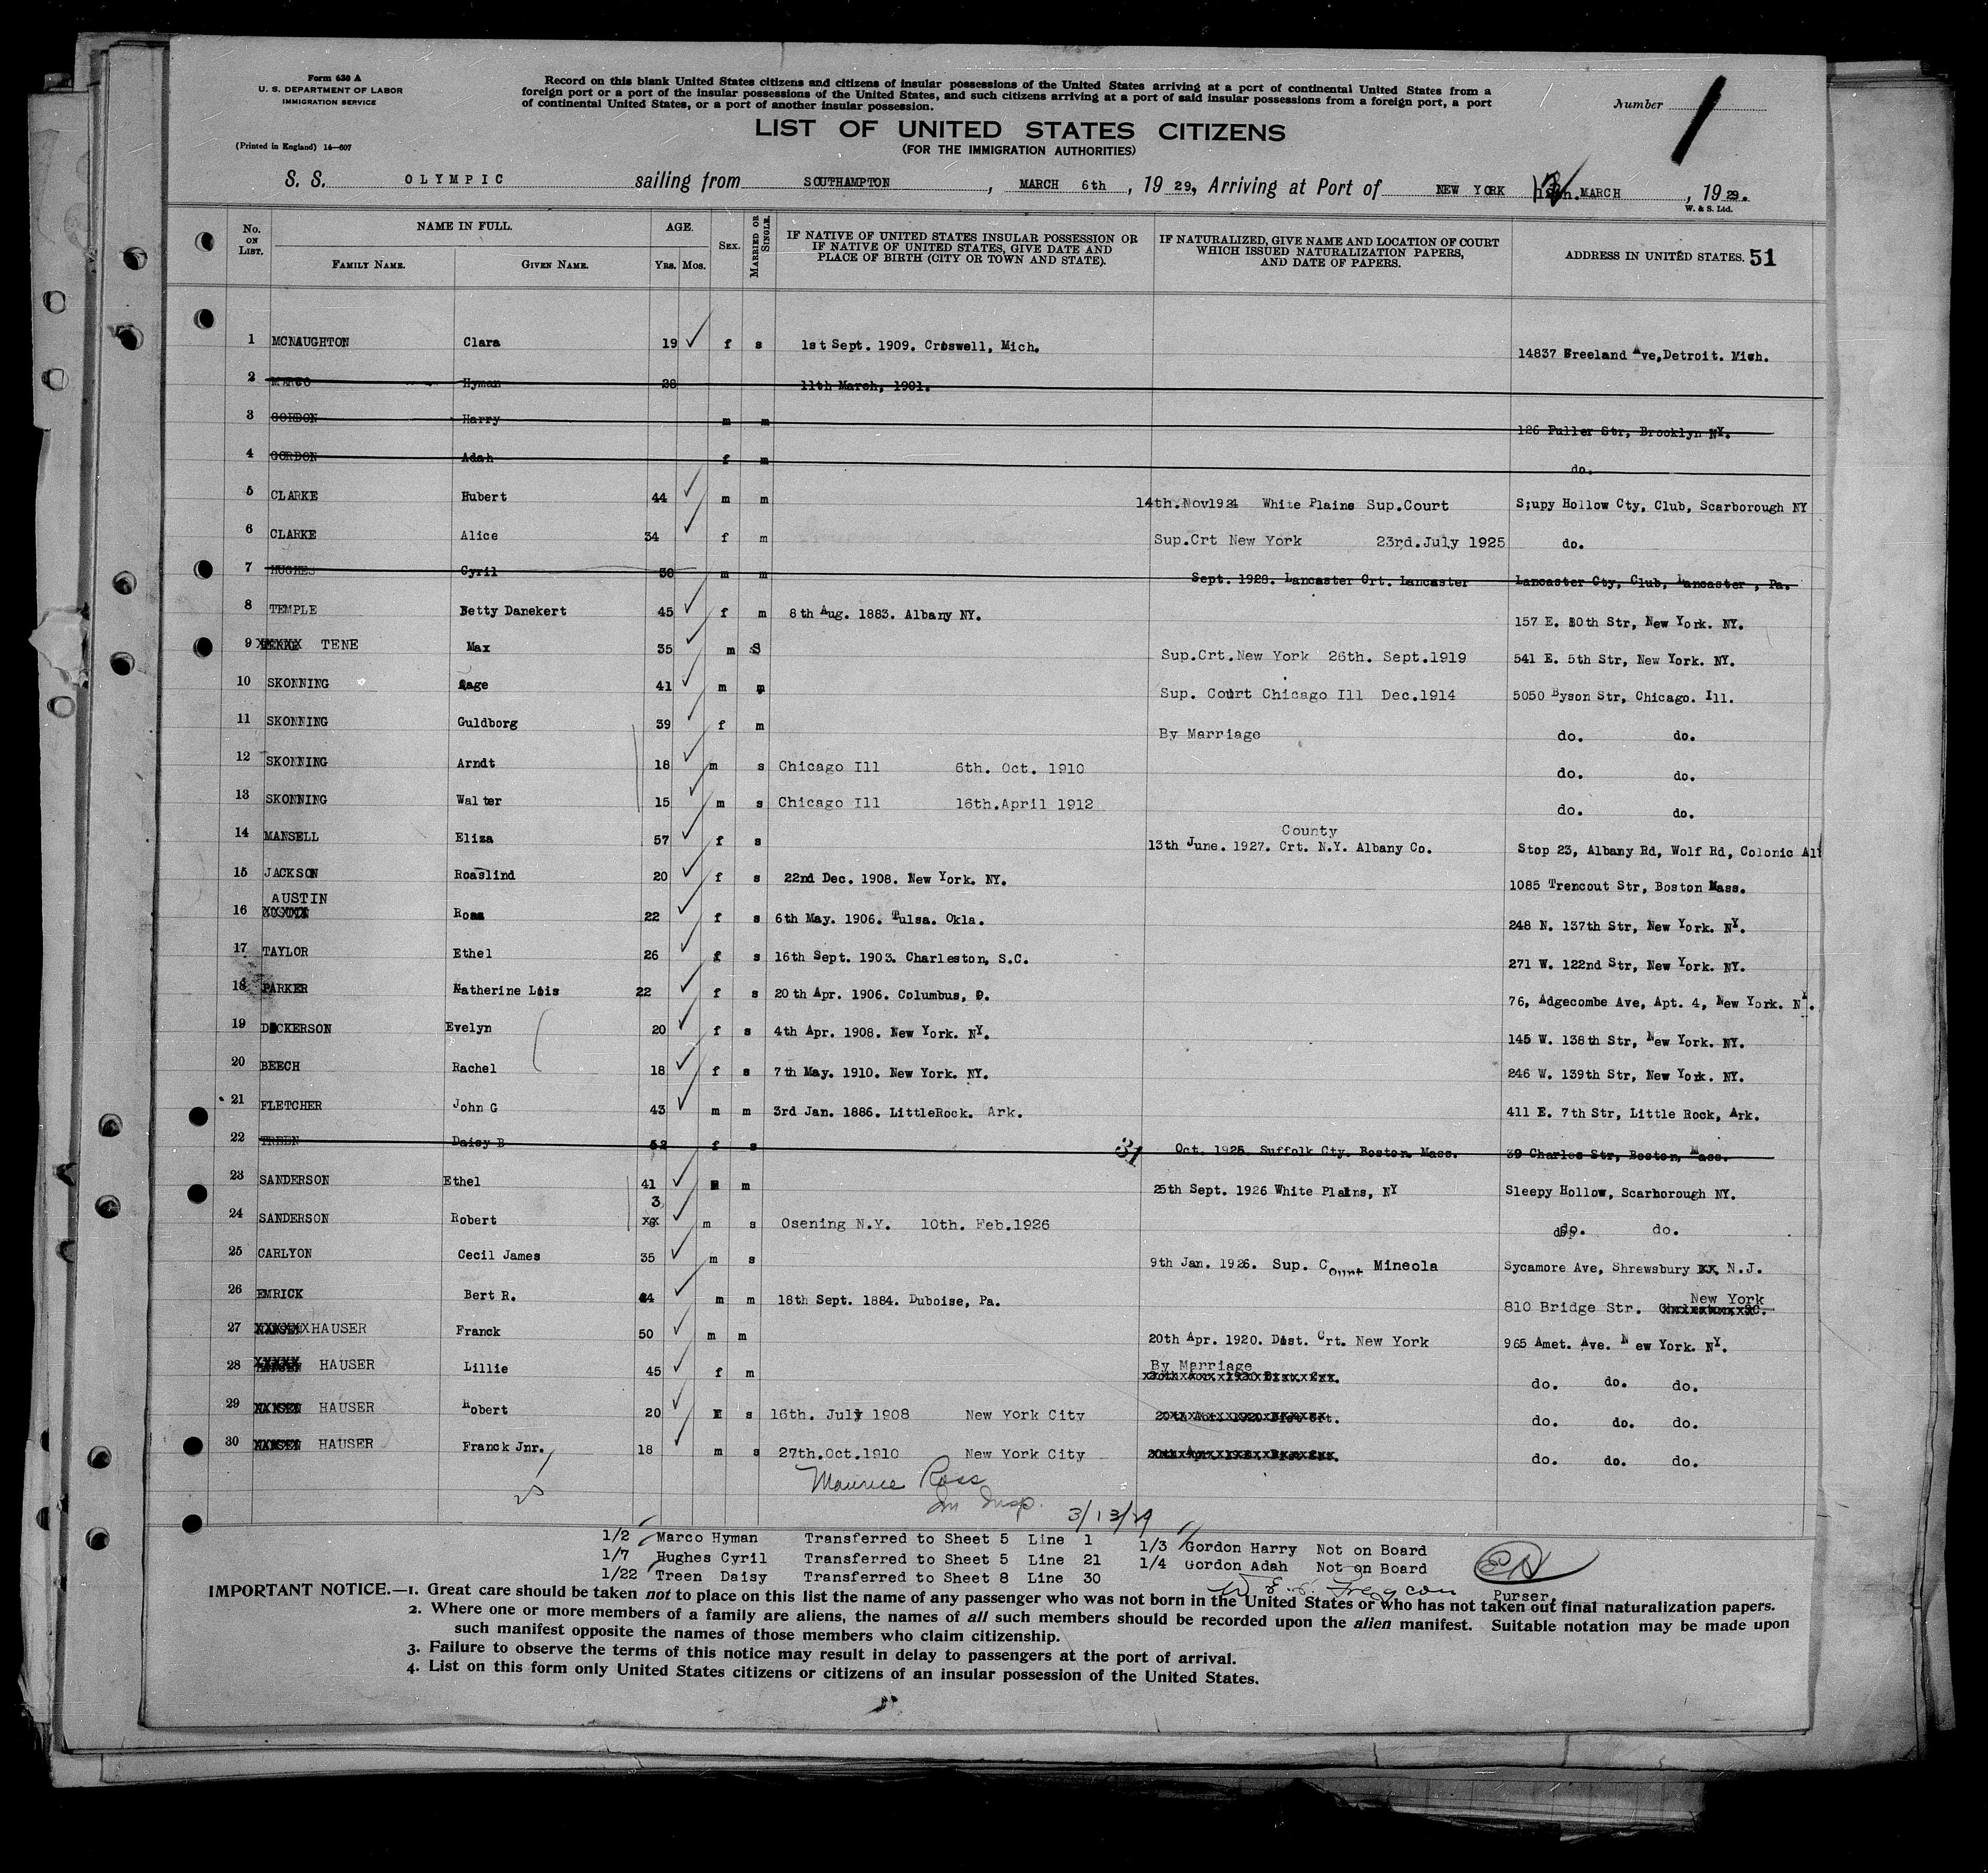 Form 630 A
U. S. DEPARTMENT OF LABOR
IMMIGRATION SERVICE
(Printed in England) 14—607
Record on this blank United States citizens and citizens of insular possessions of the United States arriving at a port of continental United States from a
foreign port or a port of the insular possessions of the United States, and such citizens arriving at a port of said insular possessions from a foreign port, a port
of continental United States, or a port of another insular possession.
Number 1
LIST OF UNITED STATES CITIZENS
(FOR THE IMMIGRATION AUTHORITIES)
S. S. OLYMPIC sailing from SOUTHAMPTON, MARCH 6th, 1929, Arriving at Port of NEW YORK MARCH, 1929.
W. & S. Ltd.
No. ON LIST. NAME IN FULL. FAMILY NAME. GIVEN NAME. AGE. Yrs. Mos. SEX. MARRIED OR SINGLE. IF NATIVE OF UNITED STATES INSULAR POSSESSION OR IF NATIVE OF UNITED STATES, GIVE DATE AND PLACE OF BIRTH (CITY OR TOWN AND STATE). IF NATURALIZED, GIVE NAME AND LOCATION OF COURT WHICH ISSUED NATURALIZATION PAPERS, AND DATE OF PAPERS. ADDRESS IN UNITED STATES. 51
1 MCNAUGHTON Clara 19 f s 1st Sept. 1909. Croswell, Mich. 14837 Freeland Ave, Detroit. Mich.
2 MARCO Hyman 28 11th March, 1901.
3 GORDON Harry m m 126 Fuller Str, Brooklyn NY.
4 GORDON Adah f m do.
5 CLARKE Hubert 44 m m 14th.Nov1924 White Plains Sup.Court S;upy Hollow Cty, Club, Scarborough NY
6 CLARKE Alice 34 f m Sup.Crt New York 23rd.July 1925 do.
7 HUGHES Cyril 30 m m Sept. 1928. Lancaster Crt. Lancaster Lancaster Cty, Club, Lancaster , Pa.
8 TEMPLE Betty Danekert 45 f m 8th Aug. 1883. Albany NY. 157 E. 80th Str, New York. NY.
9 TENE Max 35 m S Sup.Crt.New York 26th. Sept.1919 541 E. 5th Str, New York. NY.
10 SKONNING Aage 41 m m Sup. Court Chicago Ill Dec.1914 5050 Byson Str, Chicago. Ill.
11 SKONNING Guldborg 39 f m By Marriage do. do.
12 SKONNING Arndt 18 m s Chicago Ill 6th. Oct. 1910 do. do.
13 SKONNING Walter 15 m s Chicago Ill 16th.April 1912 do. do.
14 MANSELL Eliza 57 f s 13th June. 1927. County Crt. N.Y. Albany Co. Stop 23, Albany Rd, Wolf Rd, Colonic Al
15 JACKSON Roaslind 20 f s 22nd Dec. 1908. New York. NY. 1085 Trencout Str, Boston Mass.
16 AUSTIN Rosa 22 f s 6th May. 1906. Tulsa. Okla. 248 N. 137th Str, New York. NY.
17 TAYLOR Ethel 26 f s 16th Sept. 1903. Charleston, S.C. 271 W. 122nd Str, New York. NY.
18 PARKER Katherine Lois 22 f s 20th Apr. 1906. Columbus, O. 76, Adgecombe Ave, Apt. 4, New York. NY.
19 DICKERSON Evelyn 20 f s 4th Apr. 1908. New York. NY. 145 W. 138th Str, New York. NY.
20 BEECH Rachel 18 f s 7th May. 1910. New York. NY. 246 W. 139th Str, New York. NY.
21 FLETCHER John G 43 m m 3rd Jan. 1886. LittleRock. Ark. 411 E. 7th Str, Little Rock, Ark.
22 TREEN Daisy B 52 f s 31 Oct. 1925. Suffolk Cty. Boston. Mass. 39 Charles Str, Boston, Mass.
23 SANDERSON Ethel 41 m 25th Sept. 1926 White Plains, NY Sleepy Hollow, Scarborough NY.
24 SANDERSON Robert 3 m s Osening N.Y. 10th. Feb.1926 do. do.
25 CARLYON Cecil James 35 m s 9th Jan. 1926. Sup. Court Mineola Sycamore Ave, Shrewsbury N.J.
26 EMRICK Bert R. 44 m m 18th Sept. 1884. Duboise, Pa. 810 Bridge Str. New York
27 HAUSER Franck 50 m m 20th Apr. 1920. Dist. Crt. New York 965 Amst. Ave. New York. NY.
28 HAUSER Lillie 45 f m By Marriage do. do. do.
29 HAUSER Robert 20 s 16th. July 1908 New York City do. do. do.
30 HAUSER Franck Jnr. 18 m s 27th.Oct.1910 New York City do. do. do.
Maurice Ross
Im Insp. 3/13/29
1/2 Marco Hyman Transferred to Sheet 5 Line 1 1/3 Gordon Harry Not on Board
1/7 Hughes Cyril Transferred to Sheet 5 Line 21 1/4 Gordon Adah Not on Board
1/22 Treen Daisy Transferred to Sheet 8 Line 30
Purser.
IMPORTANT NOTICE.—1. Great care should be taken not to place on this list the name of any passenger who was not born in the United States or who has not taken out final naturalization papers.
2. Where one or more members of a family are aliens, the names of all such members should be recorded upon the alien manifest. Suitable notation may be made upon
such manifest opposite the names of those members who claim citizenship.
3. Failure to observe the terms of this notice may result in delay to passengers at the port of arrival.
4. List on this form only United States citizens or citizens of an insular possession of the United States.